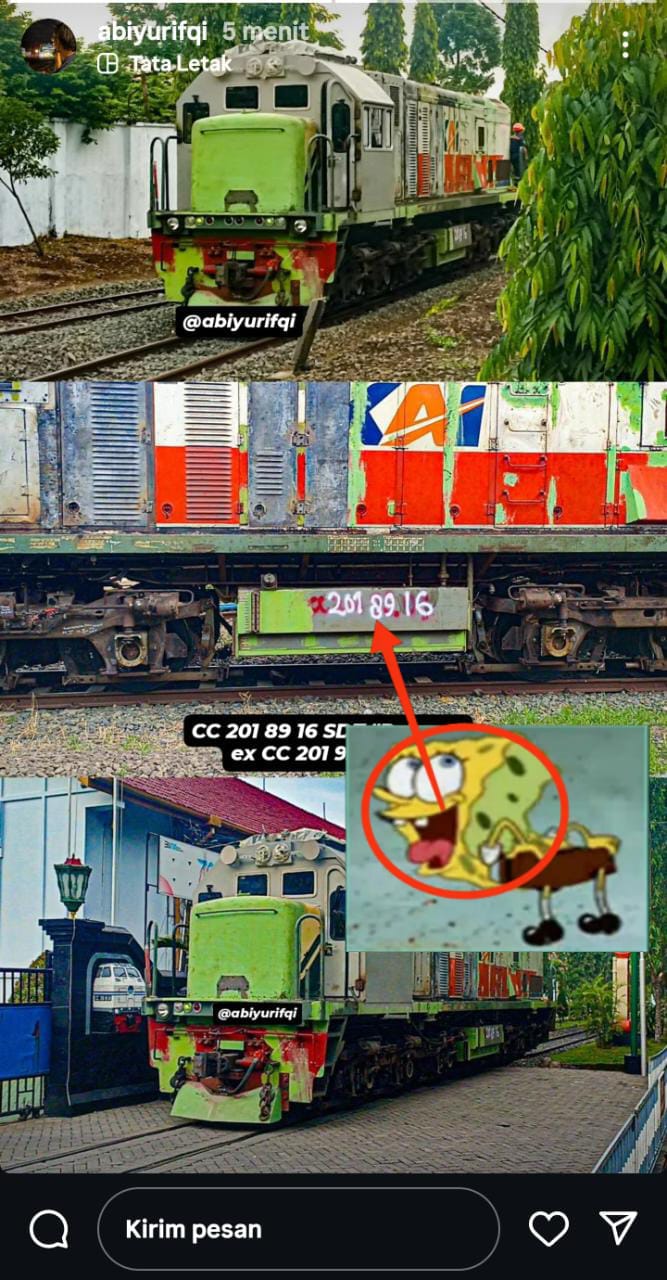 abiyurifqi 5 menit
Tata Letak
@abiyurifqi
KAI
201 89.16
CC 201 89 16
ex CC 201 9
@abiyurifqi
Kirim pesan